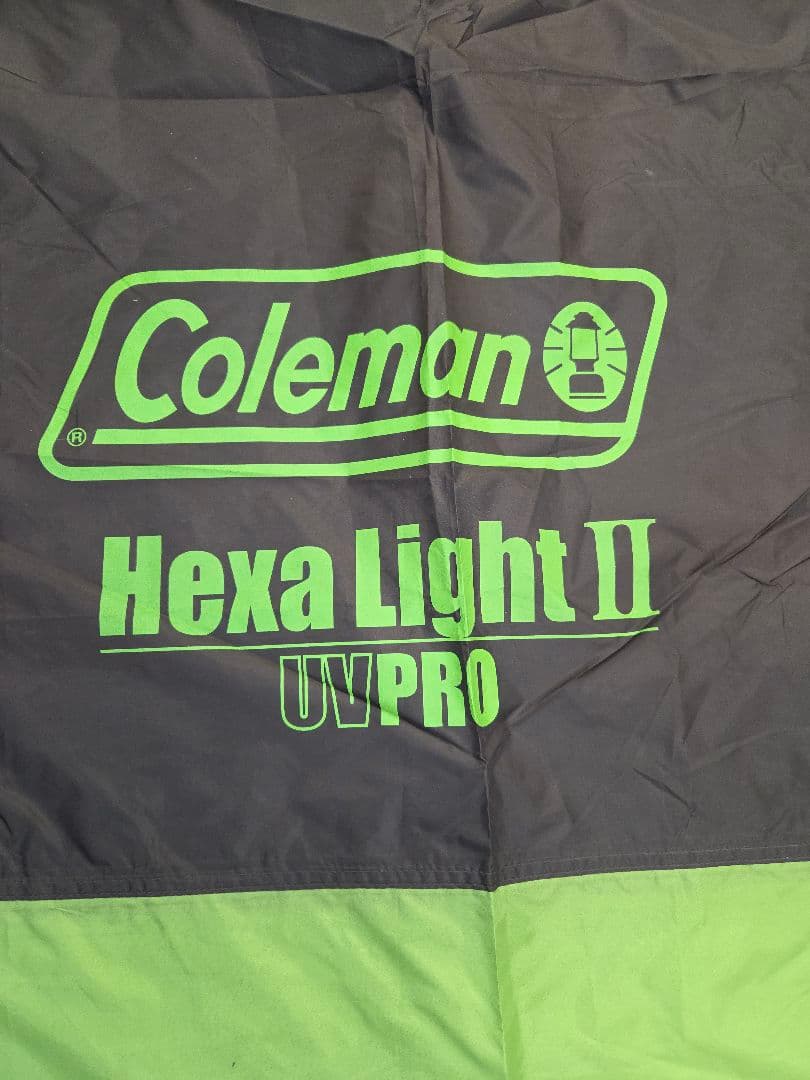 Coleman
®
Hexa Light II
UVPRO